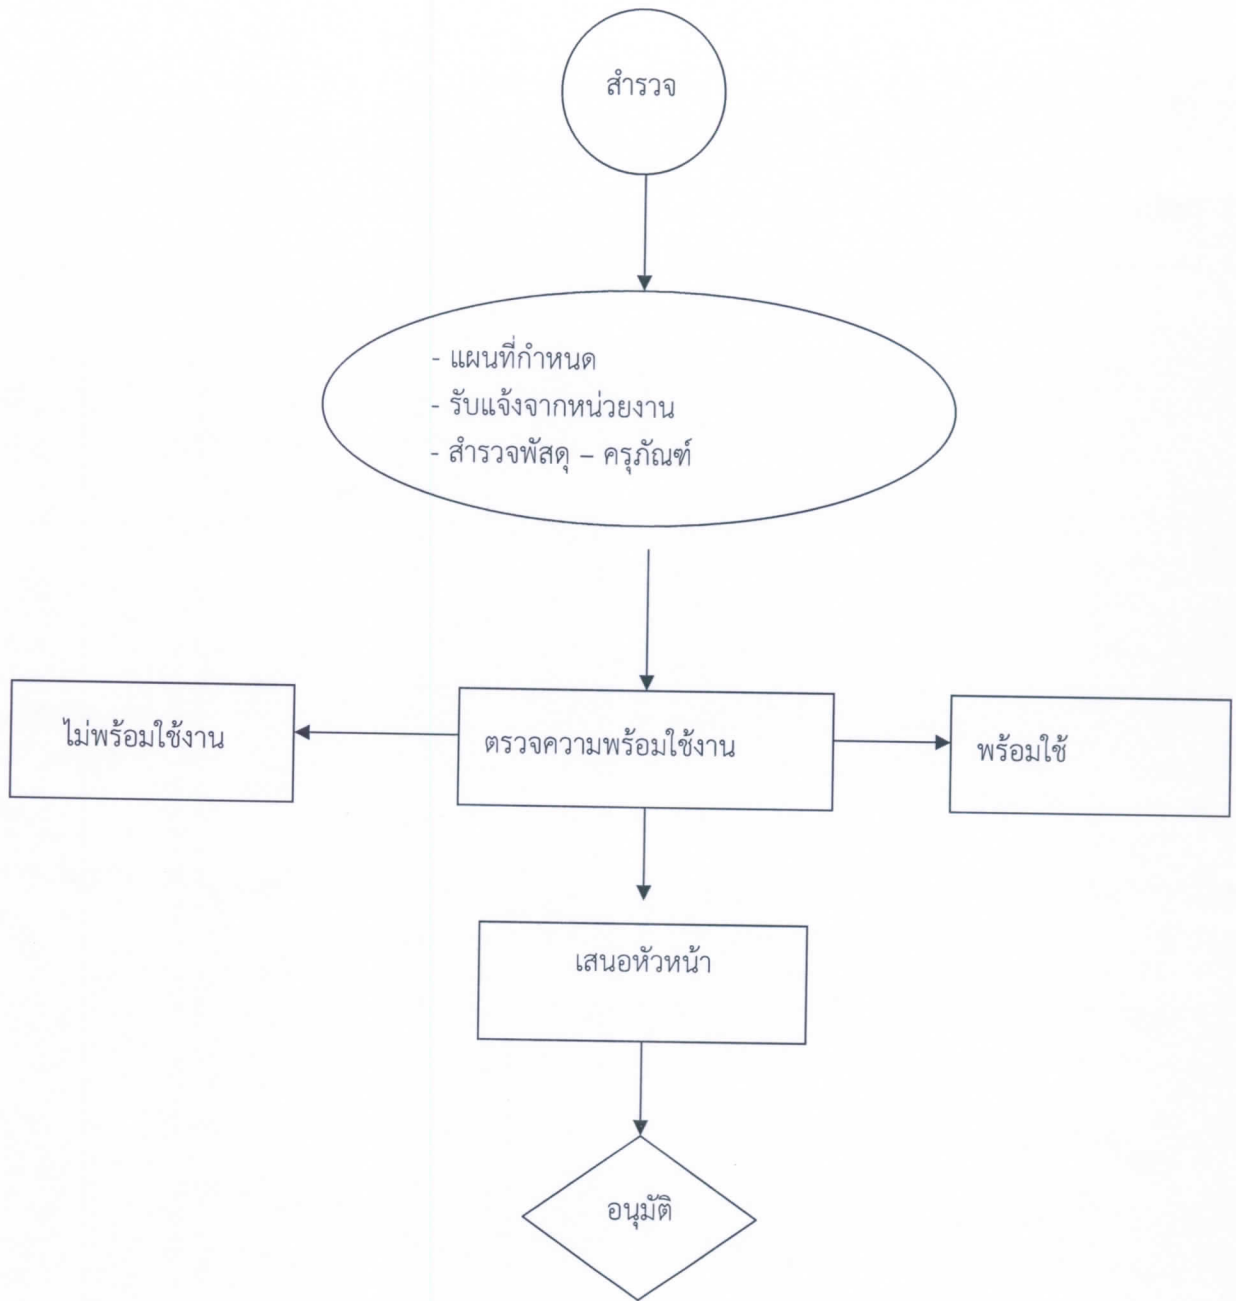 สำรวจ
- แผนที่กำหนด
- รับแจ้งจากหน่วยงาน
- สำรวจพัสดุ – ครุภัณฑ์
ไม่พร้อมใช้งาน
ตรวจความพร้อมใช้งาน
พร้อมใช้
เสนอหัวหน้า
อนุมัติ